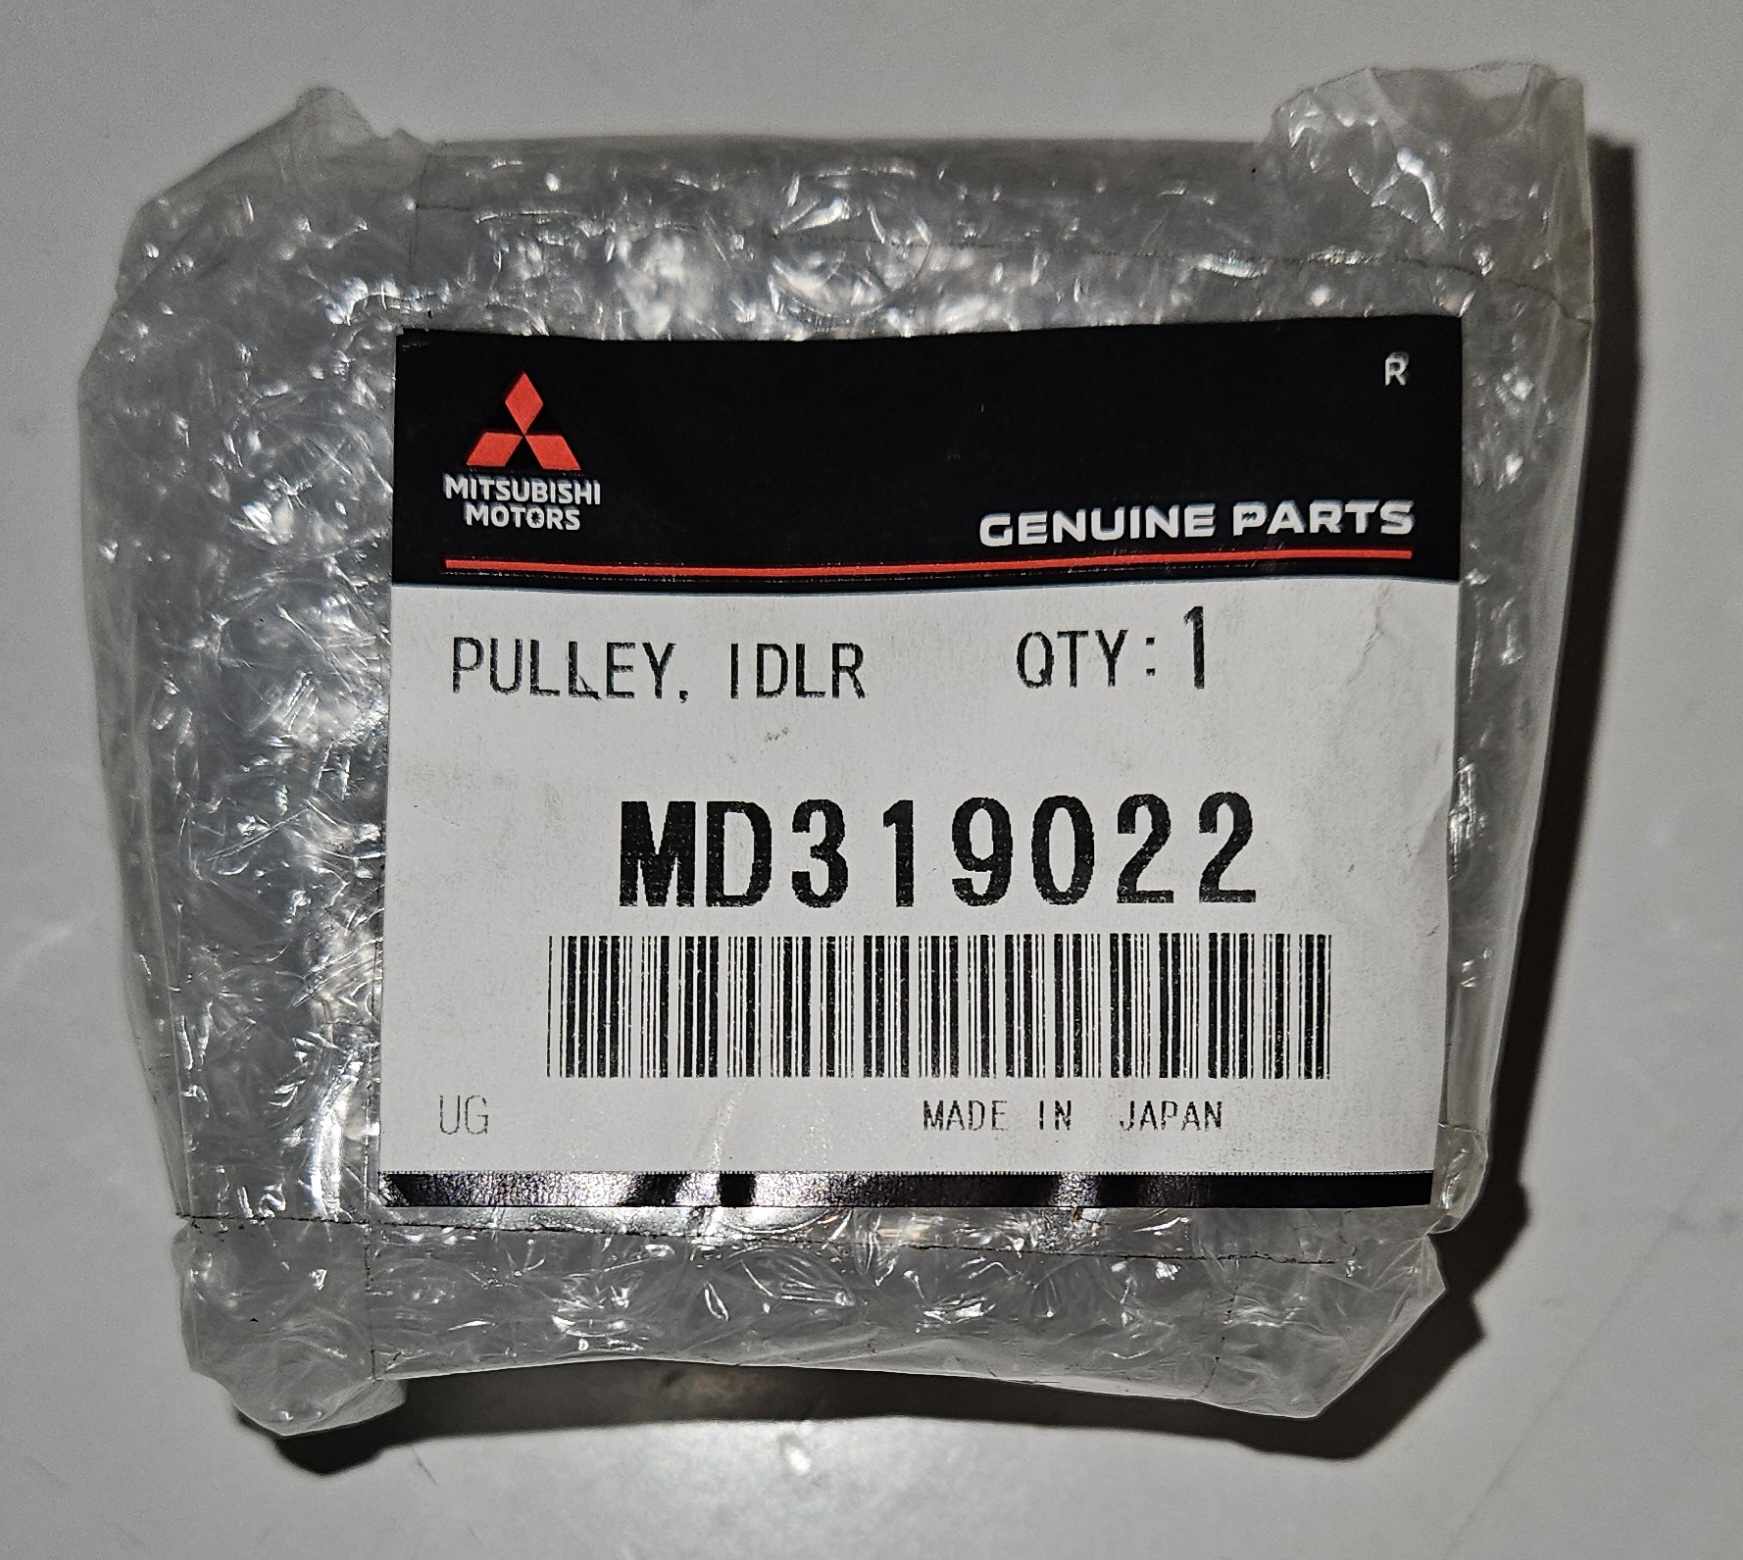 R
MITSUBISHI
MOTORS
GENUINE PARTS
PULLEY, IDLR QTY:1
MD319022
UG MADE IN JAPAN